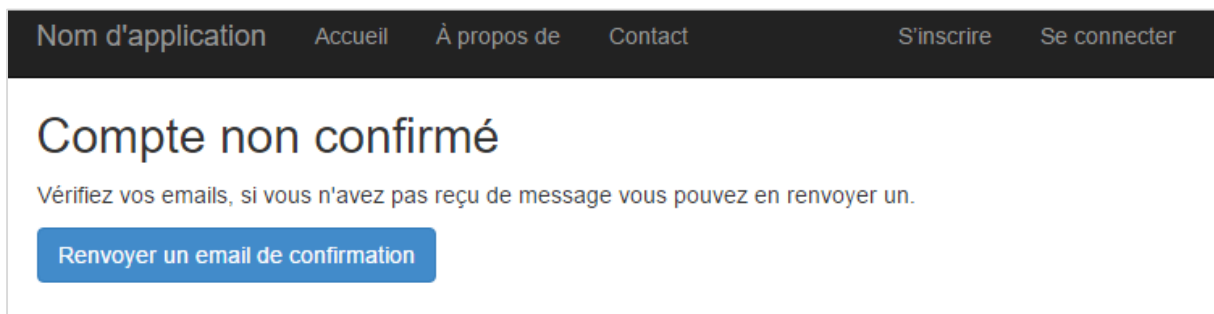 Nom d'application Accueil À propos de Contact S'inscrire Se connecter
Compte non confirmé
Vérifiez vos emails, si vous n'avez pas reçu de message vous pouvez en renvoyer un.
Renvoyer un email de confirmation